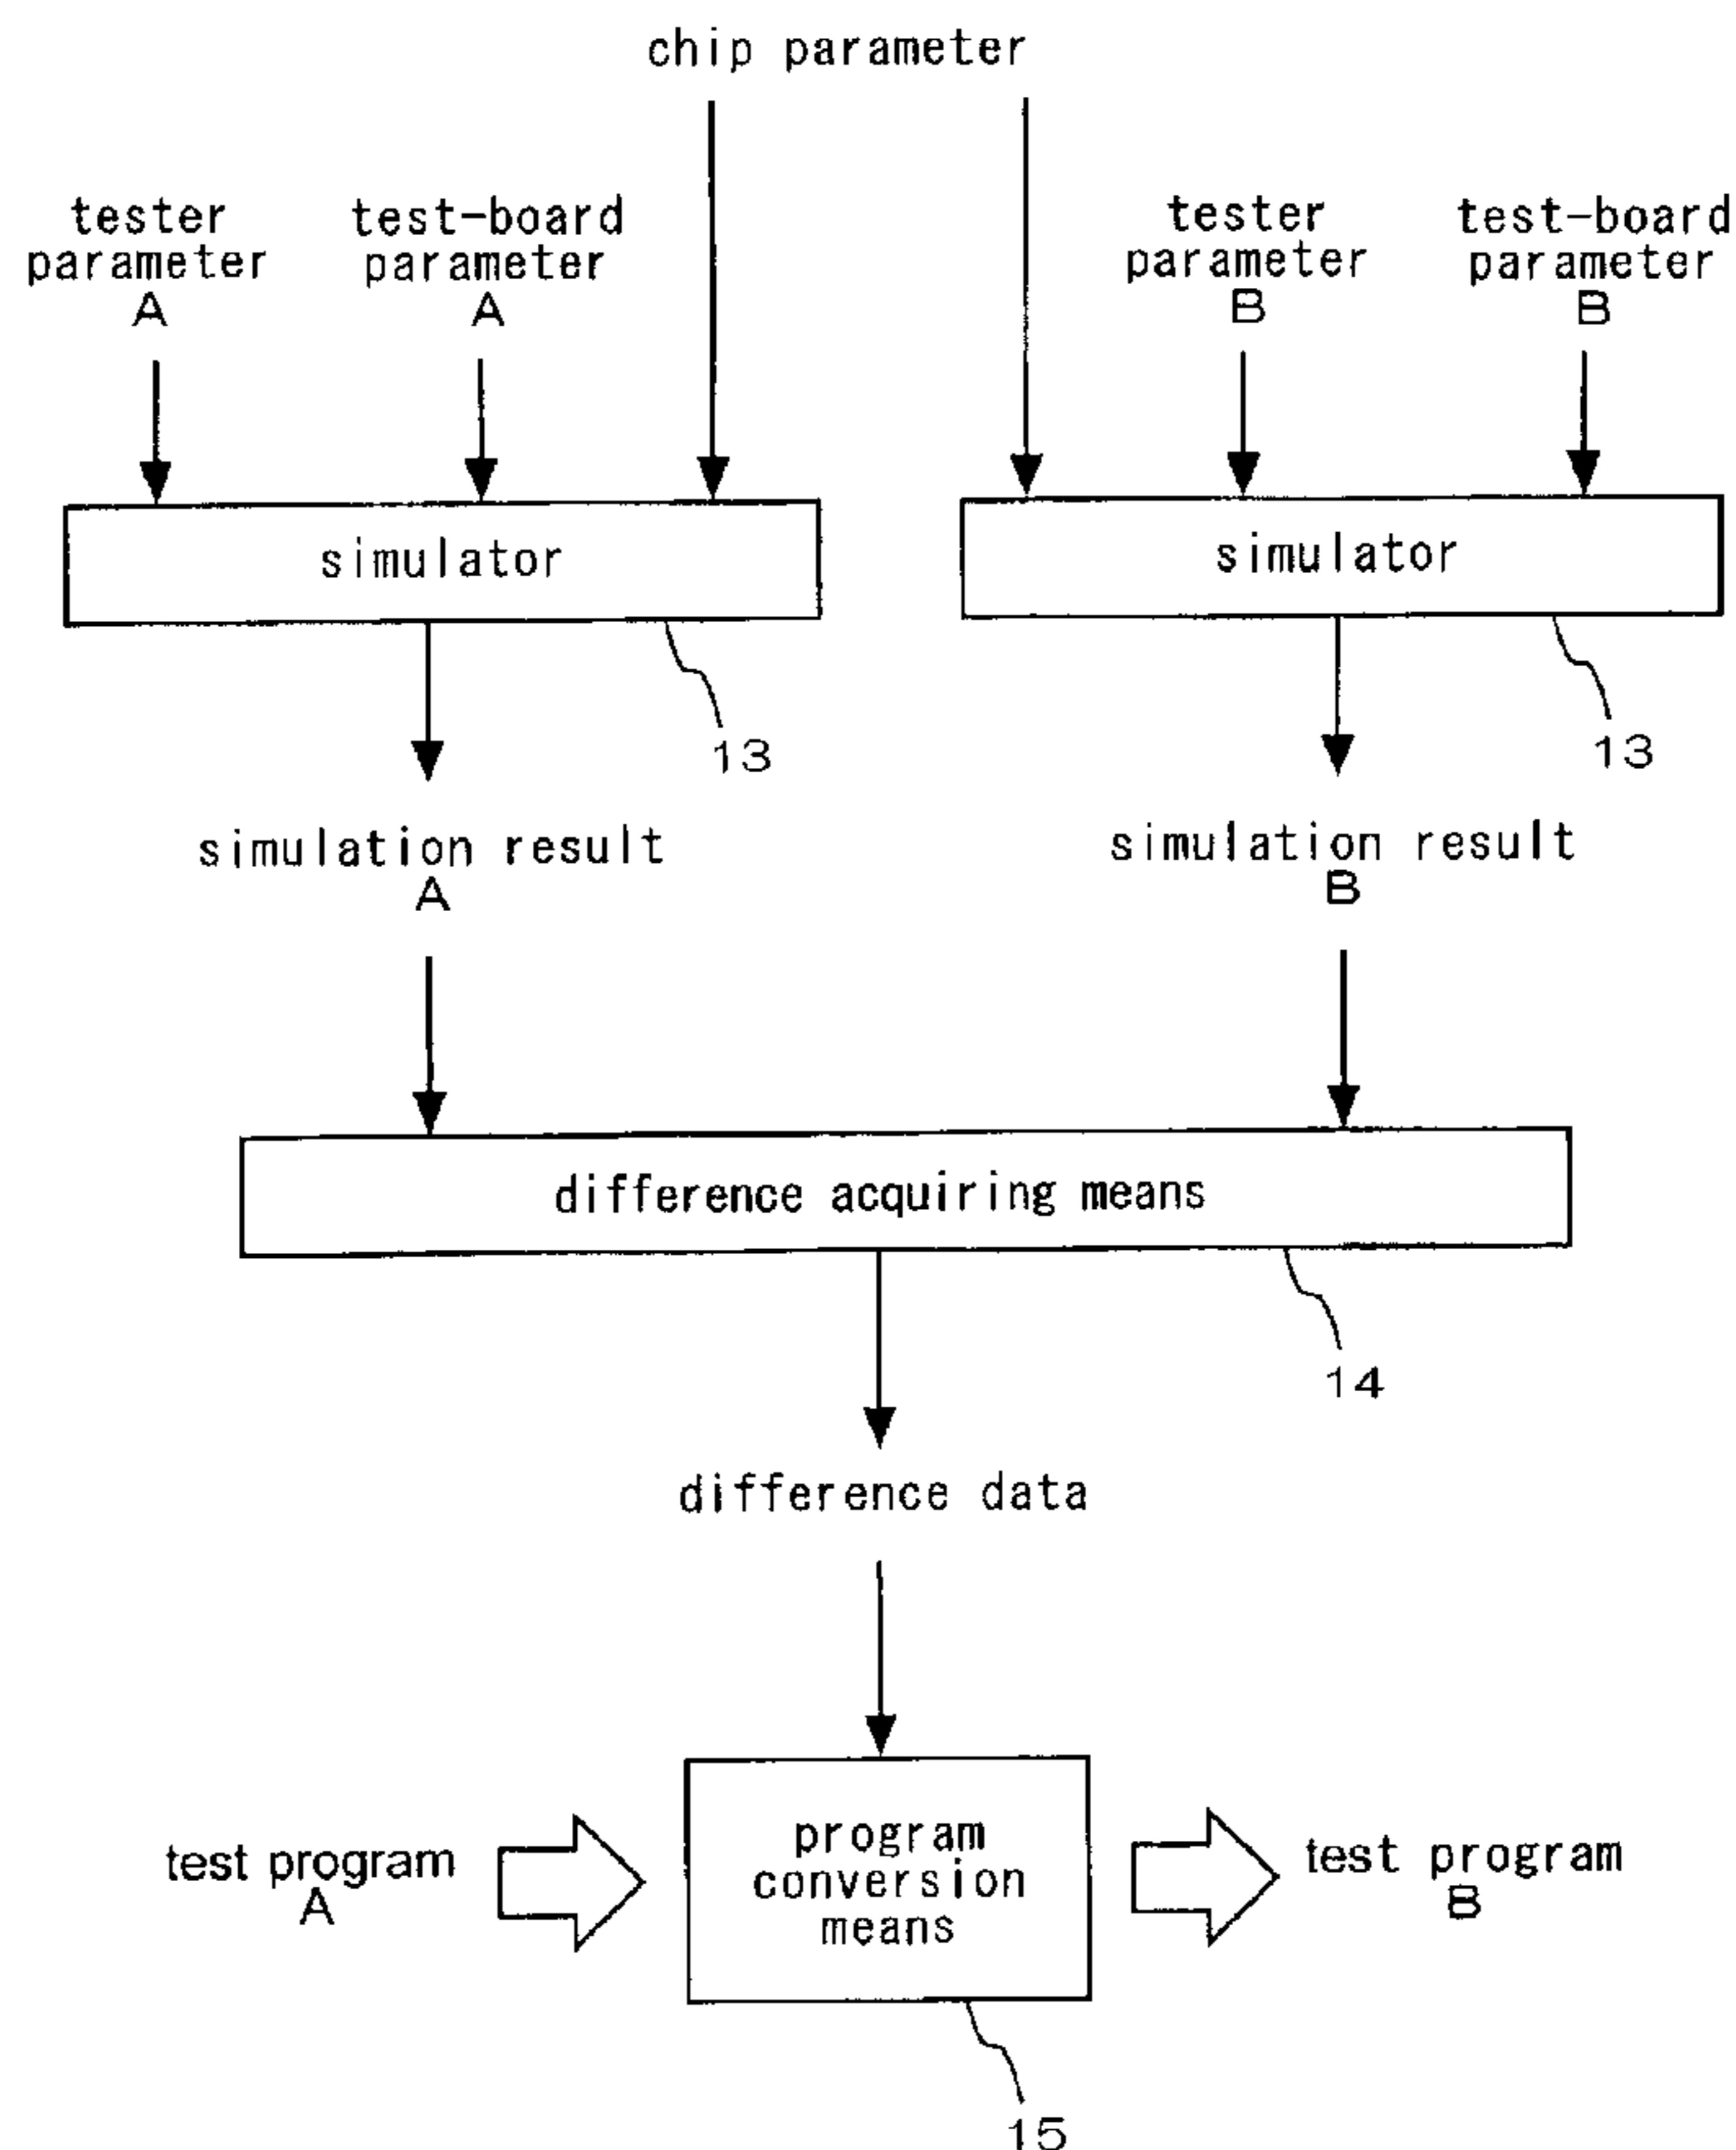 chip parameter
tester
parameter
A
test-board
parameter
A
tester
parameter
B
test-board
parameter
B
simulator
simulator
13
13
simulation result
A
simulation result
B
difference acquiring means
14
difference data
test program
A
program
conversion
means
test program
B
15